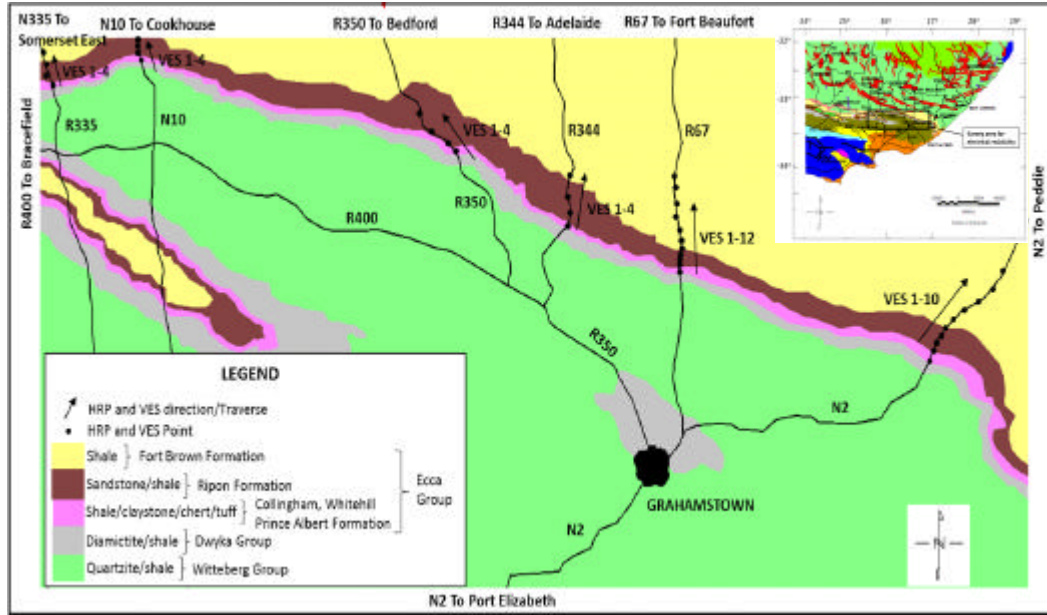 N335 To
Somerset East
N10 To Cookhouse
R350 To Bedford
R344 To Adelaide
R67 To Fort Beaufort
VES 1-4
VES 1-4
R400 To Bracefield
R335
N10
VES 1-4
R344
R67
R350
VES 1-4
R400
VES 1-12
N2 To Peddie
VES 1-10
R350
N2
GRAHAMSTOWN
N2
N
LEGEND
HRP and VES direction/Traverse
HRP and VES Point
Shale } Fort Brown Formation
Sandstone/shale } Ripon Formation
Ecca
Group
Shale/claystone/chert/tuff } Collingham, Whitehill
Prince Albert Formation
Diamictite/shale } Dwyka Group
Quartzite/shale } Witteberg Group
N2 To Port Elizabeth